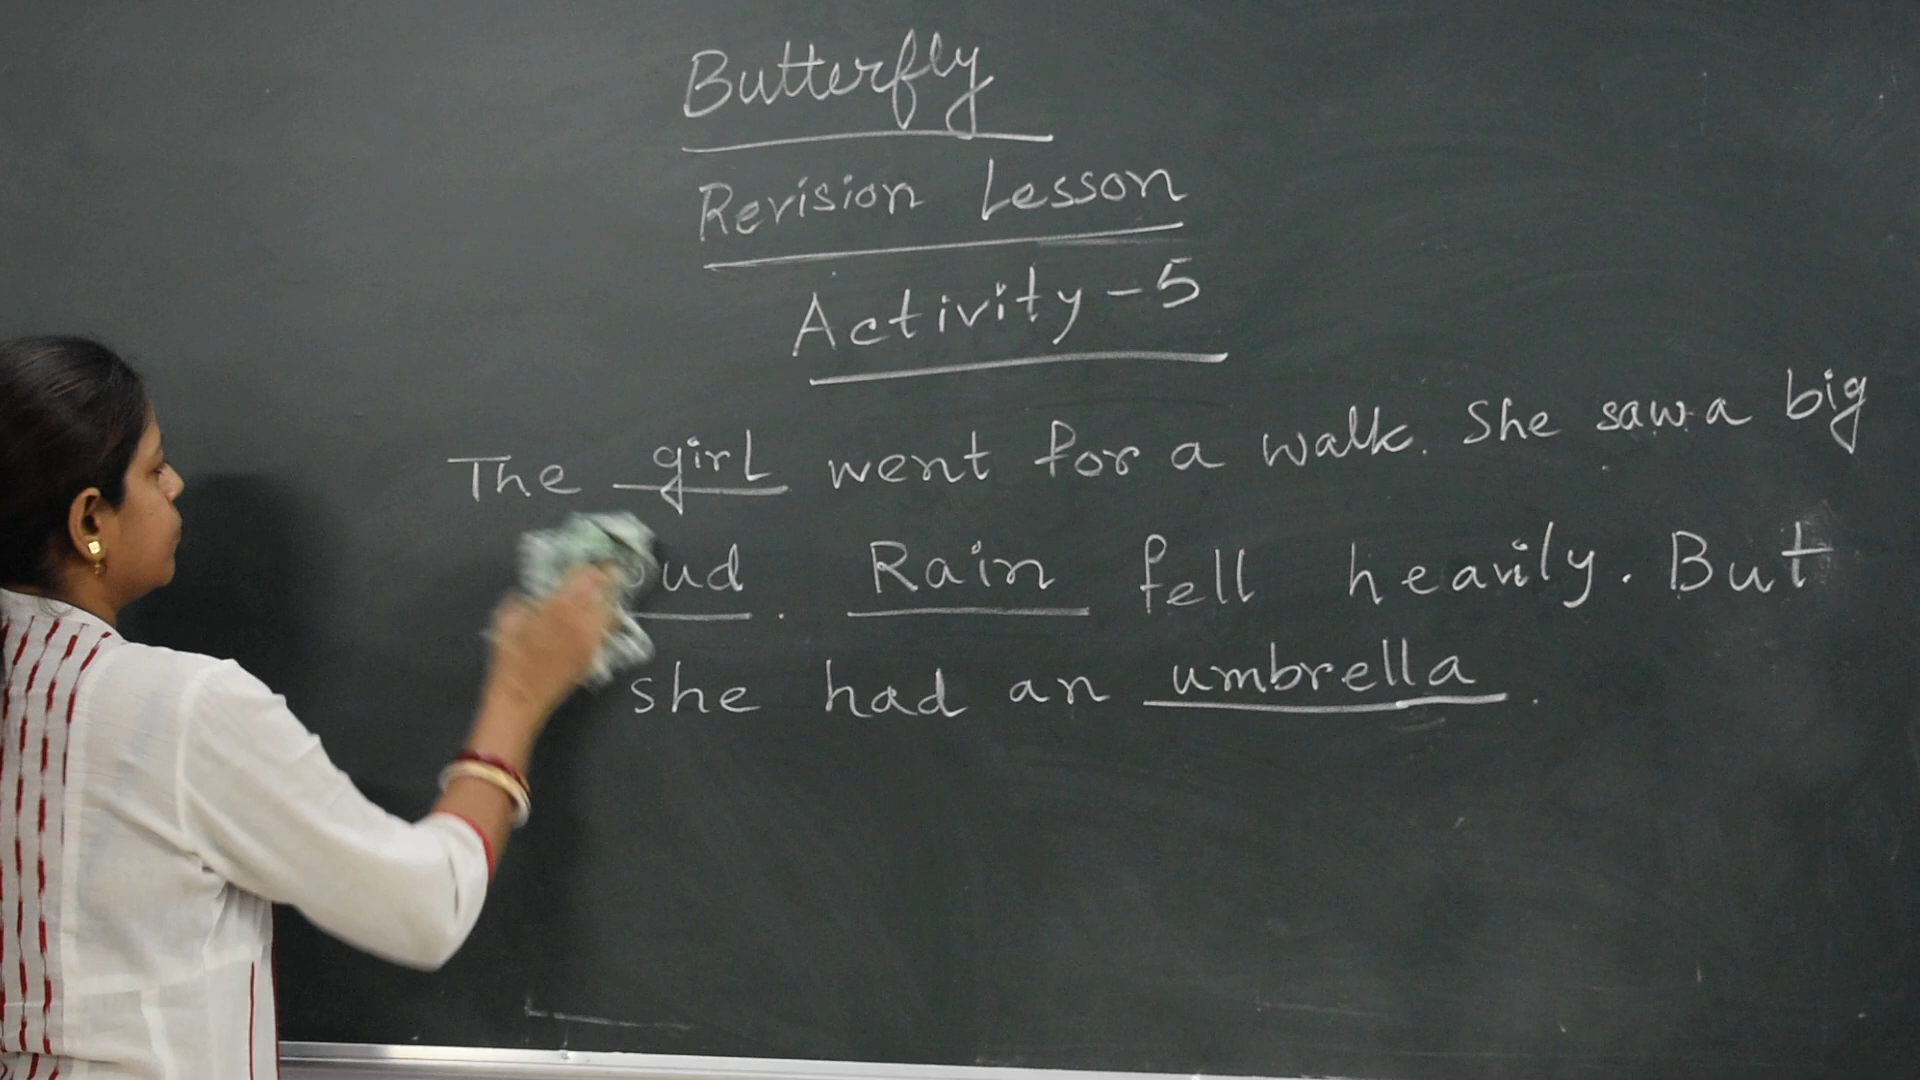 Butterfly
Revision Lesson
Activity-5
The girl went for a walk. She saw a big
. Rain fell heavily. But
she had an umbrella.